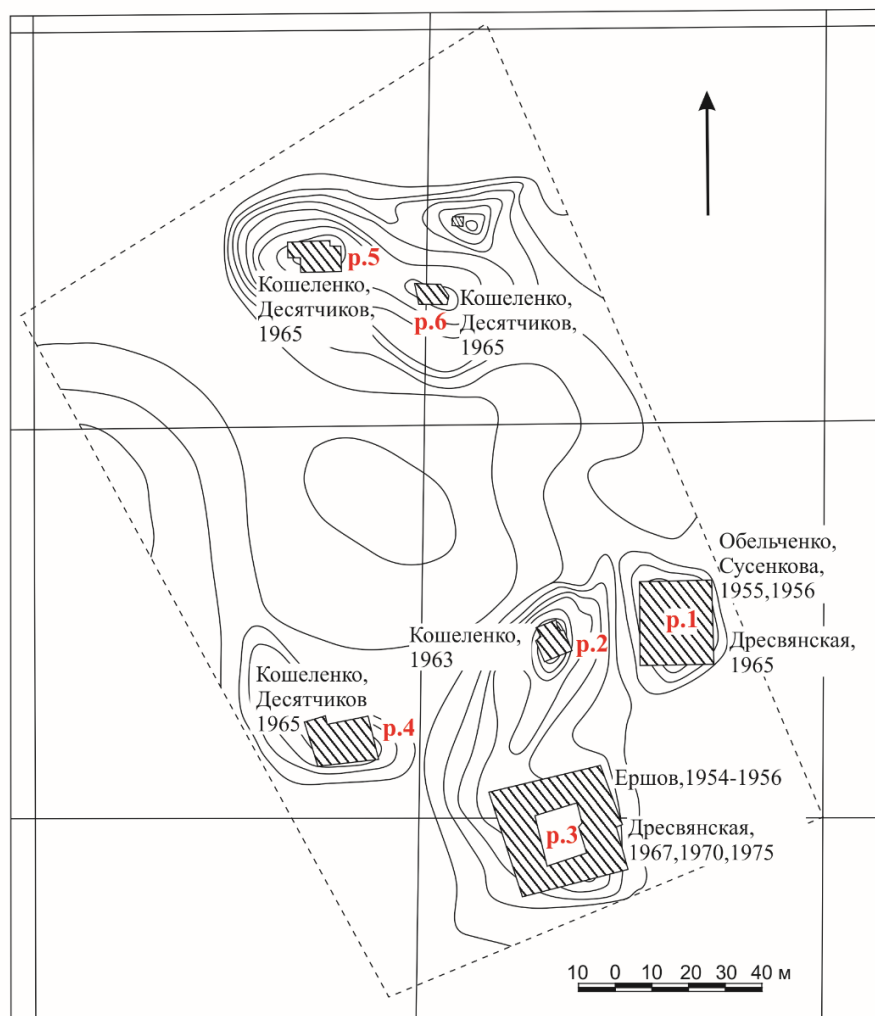 р.5
Кошеленко,
Десятчиков,
1965
р.6
Кошеленко,
Десятчиков,
1965
Обельченко,
Сусенкова,
1955,1956
р.1
Дресвянская,
1965
Кошеленко,
1963
р.2
Кошеленко,
Десятчиков
1965
р.4
Ершов,1954-1956
р.3
Дресвянская,
1967,1970,1975
10 0 10 20 30 40 м